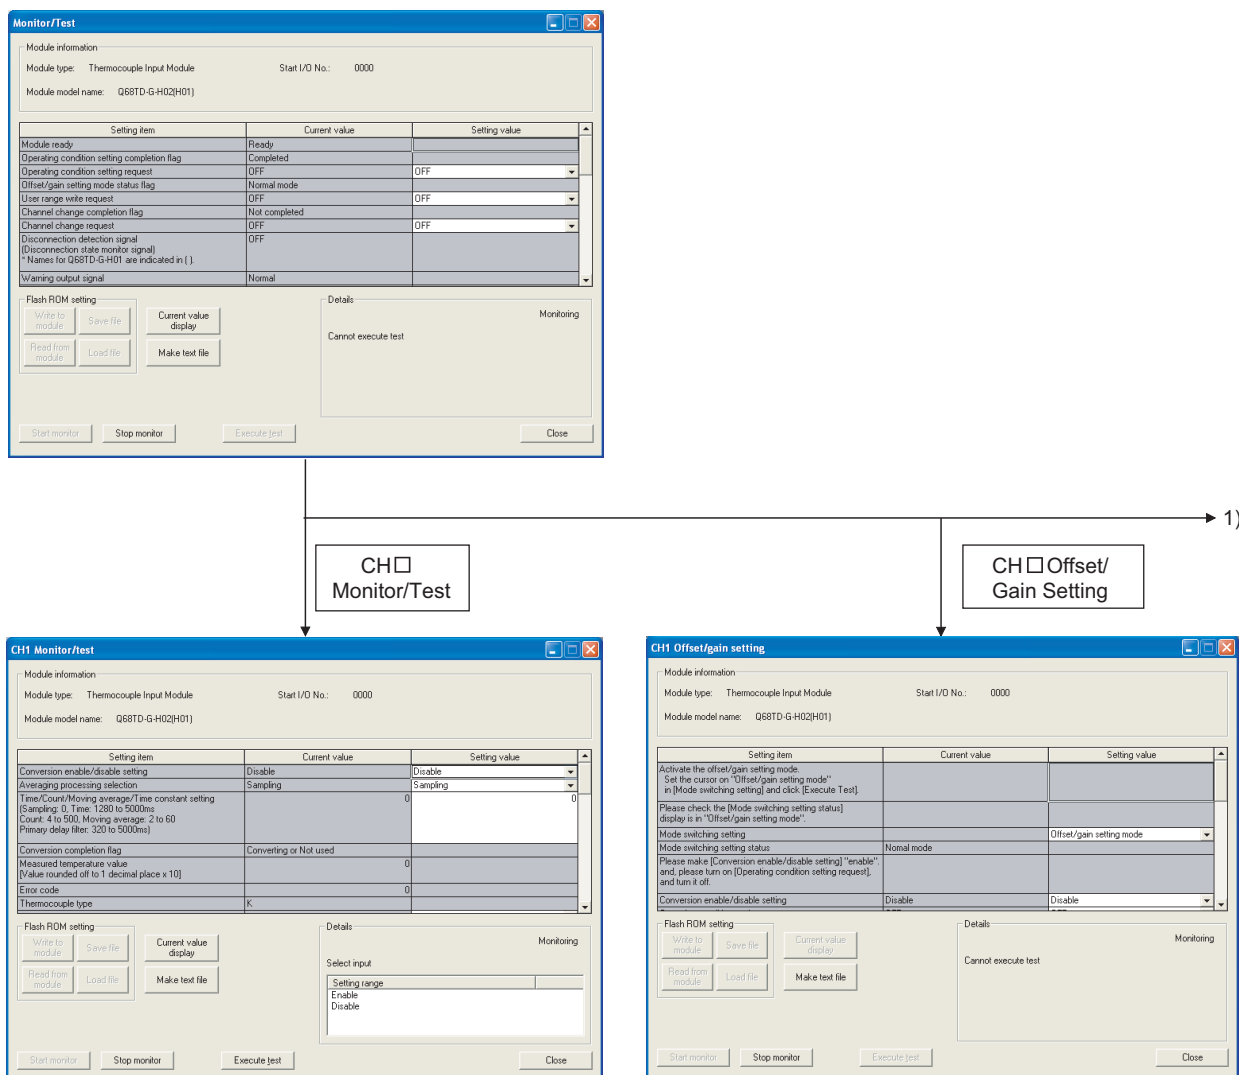 Monitor/Test
Module information
Module type: Thermocouple Input Module Start I/O No.: 0000
Module model name: Q68TD-G-H02(H01)
Setting item Current value Setting value
Module ready Ready
Operating condition setting completion flag Completed
Operating condition setting request OFF OFF
Offset/gain setting mode status flag Normal mode
User range write request OFF OFF
Channel change completion flag Not completed
Channel change request OFF OFF
Disconnection detection signal OFF
(Disconnection state monitor signal)
* Names for Q68TD-G-H01 are indicated in ( ).
Warning output signal Normal
Flash ROM setting
Write to module
Save file
Current value display
Read from module
Load file
Make text file
Details
Monitoring
Cannot execute test
Start monitor Stop monitor Execute test Close
1)
CH□
Monitor/Test
CH□Offset/
Gain Setting
CH1 Monitor/test
Module information
Module type: Thermocouple Input Module Start I/O No.: 0000
Module model name: Q68TD-G-H02(H01)
Setting item Current value Setting value
Conversion enable/disable setting Disable Disable
Averaging processing selection Sampling Sampling
Time/Count/Moving average/Time constant setting 0 0
(Sampling: 0, Time: 1280 to 5000ms
Count: 4 to 500, Moving average: 2 to 60
Primary delay filter: 320 to 5000ms)
Conversion completion flag Converting or Not used
Measured temperature value 0
[Value rounded off to 1 decimal place x 10]
Error code 0
Thermocouple type K
Flash ROM setting
Write to module
Save file
Current value display
Read from module
Load file
Make text file
Details
Monitoring
Select input
Setting range
Enable
Disable
Start monitor Stop monitor Execute test Close
CH1 Offset/gain setting
Module information
Module type: Thermocouple Input Module Start I/O No.: 0000
Module model name: Q68TD-G-H02(H01)
Setting item Current value Setting value
Activate the offset/gain setting mode.
Set the cursor on "Offset/gain setting mode"
in [Mode switching setting] and click [Execute Test].
Please check the [Mode switching setting status]
display is in "Offset/gain setting mode".
Mode switching setting Offset/gain setting mode
Mode switching setting status Nomal mode
Please make [Conversion enable/disable setting] "enable".
and, please turn on [Operating condition setting request],
and turn it off.
Conversion enable/disable setting Disable Disable
Flash ROM setting
Write to module
Save file
Current value display
Read from module
Load file
Make text file
Details
Monitoring
Cannot execute test
Start monitor Stop monitor Execute test Close